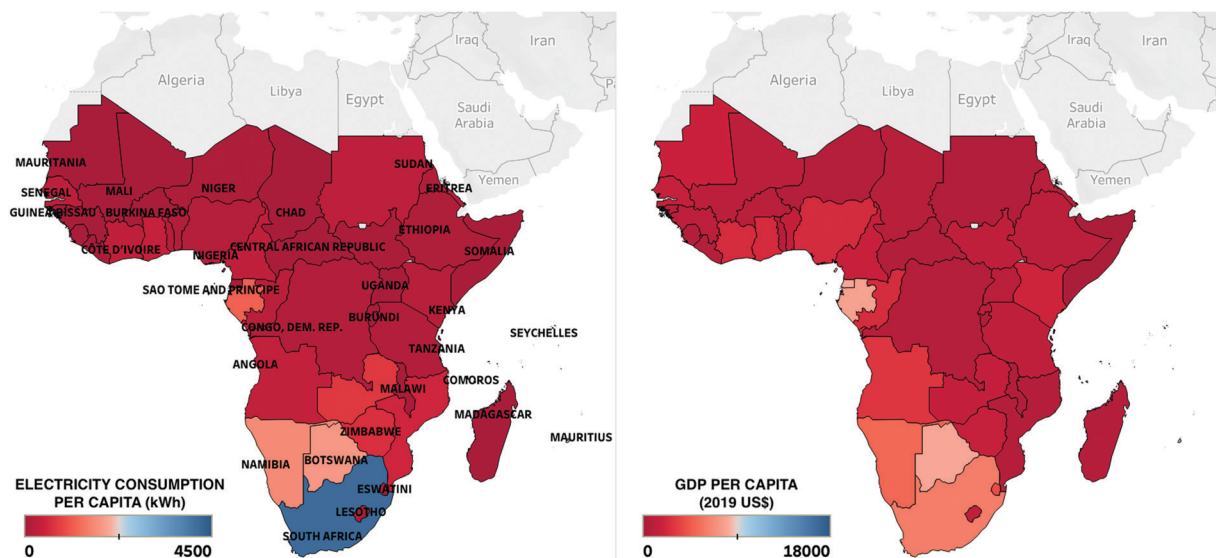 Iraq
Iran
Algeria
Libya
Egypt
Saudi
Arabia
Yemen
MAURITANIA
SENEGAL
MALI
NIGER
SUDAN
ERITREA
GUINEA-BISSAU
BURKINA FASO
CHAD
CÔTE D'IVOIRE
NIGERIA
CENTRAL AFRICAN REPUBLIC
ETHIOPIA
SOMALIA
SAO TOME AND PRINCIPE
UGANDA
KENYA
CONGO, DEM. REP.
BURUNDI
SEYCHELLES
TANZANIA
ANGOLA
MALAWI
COMOROS
MADAGASCAR
ZIMBABWE
MAURITIUS
NAMIBIA
BOTSWANA
ESWATINI
LESOTHO
SOUTH AFRICA
ELECTRICITY CONSUMPTION
PER CAPITA (kWh)
0 4500
Iraq
Iran
Algeria
Libya
Egypt
Saudi
Arabia
Yemen
GDP PER CAPITA
(2019 US$)
0 18000